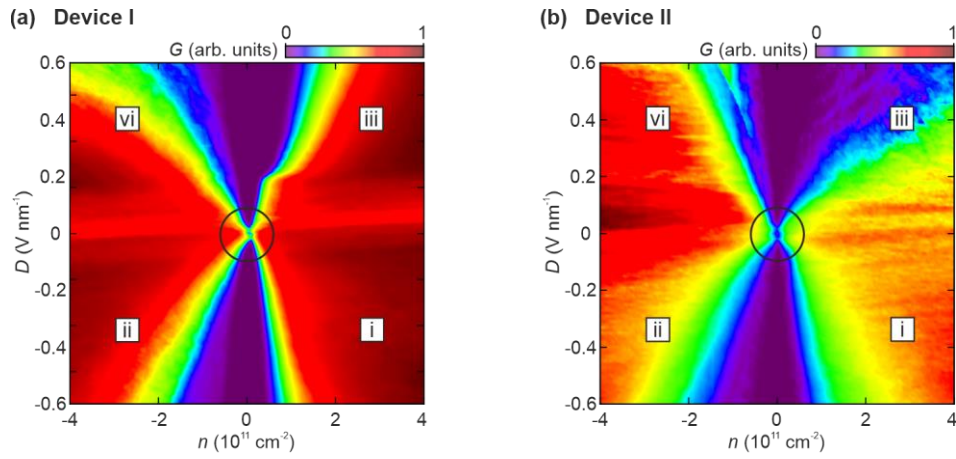 (a) Device I
0 1
G (arb. units)
0.6
0.4
0.2
0
-0.2
-0.4
-0.6
D (V nm⁻¹)
vi
iii
ii
i
-4 -2 0 2 4
n (10¹¹ cm⁻²)
(b) Device II
0 1
G (arb. units)
0.6
0.4
0.2
0
-0.2
-0.4
-0.6
D (V nm⁻¹)
vi
iii
ii
i
-4 -2 0 2 4
n (10¹¹ cm⁻²)